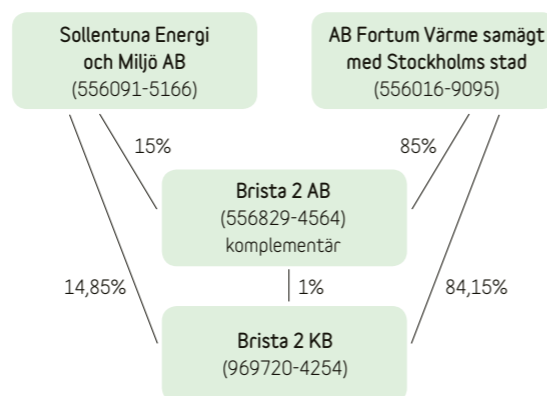 Sollentuna Energi
och Miljö AB
(556091-5166)
AB Fortum Värme samägt
med Stockholms stad
(556016-9095)
15%
85%
Brista 2 AB
(556829-4564)
komplementär
14,85%
1%
84,15%
Brista 2 KB
(969720-4254)